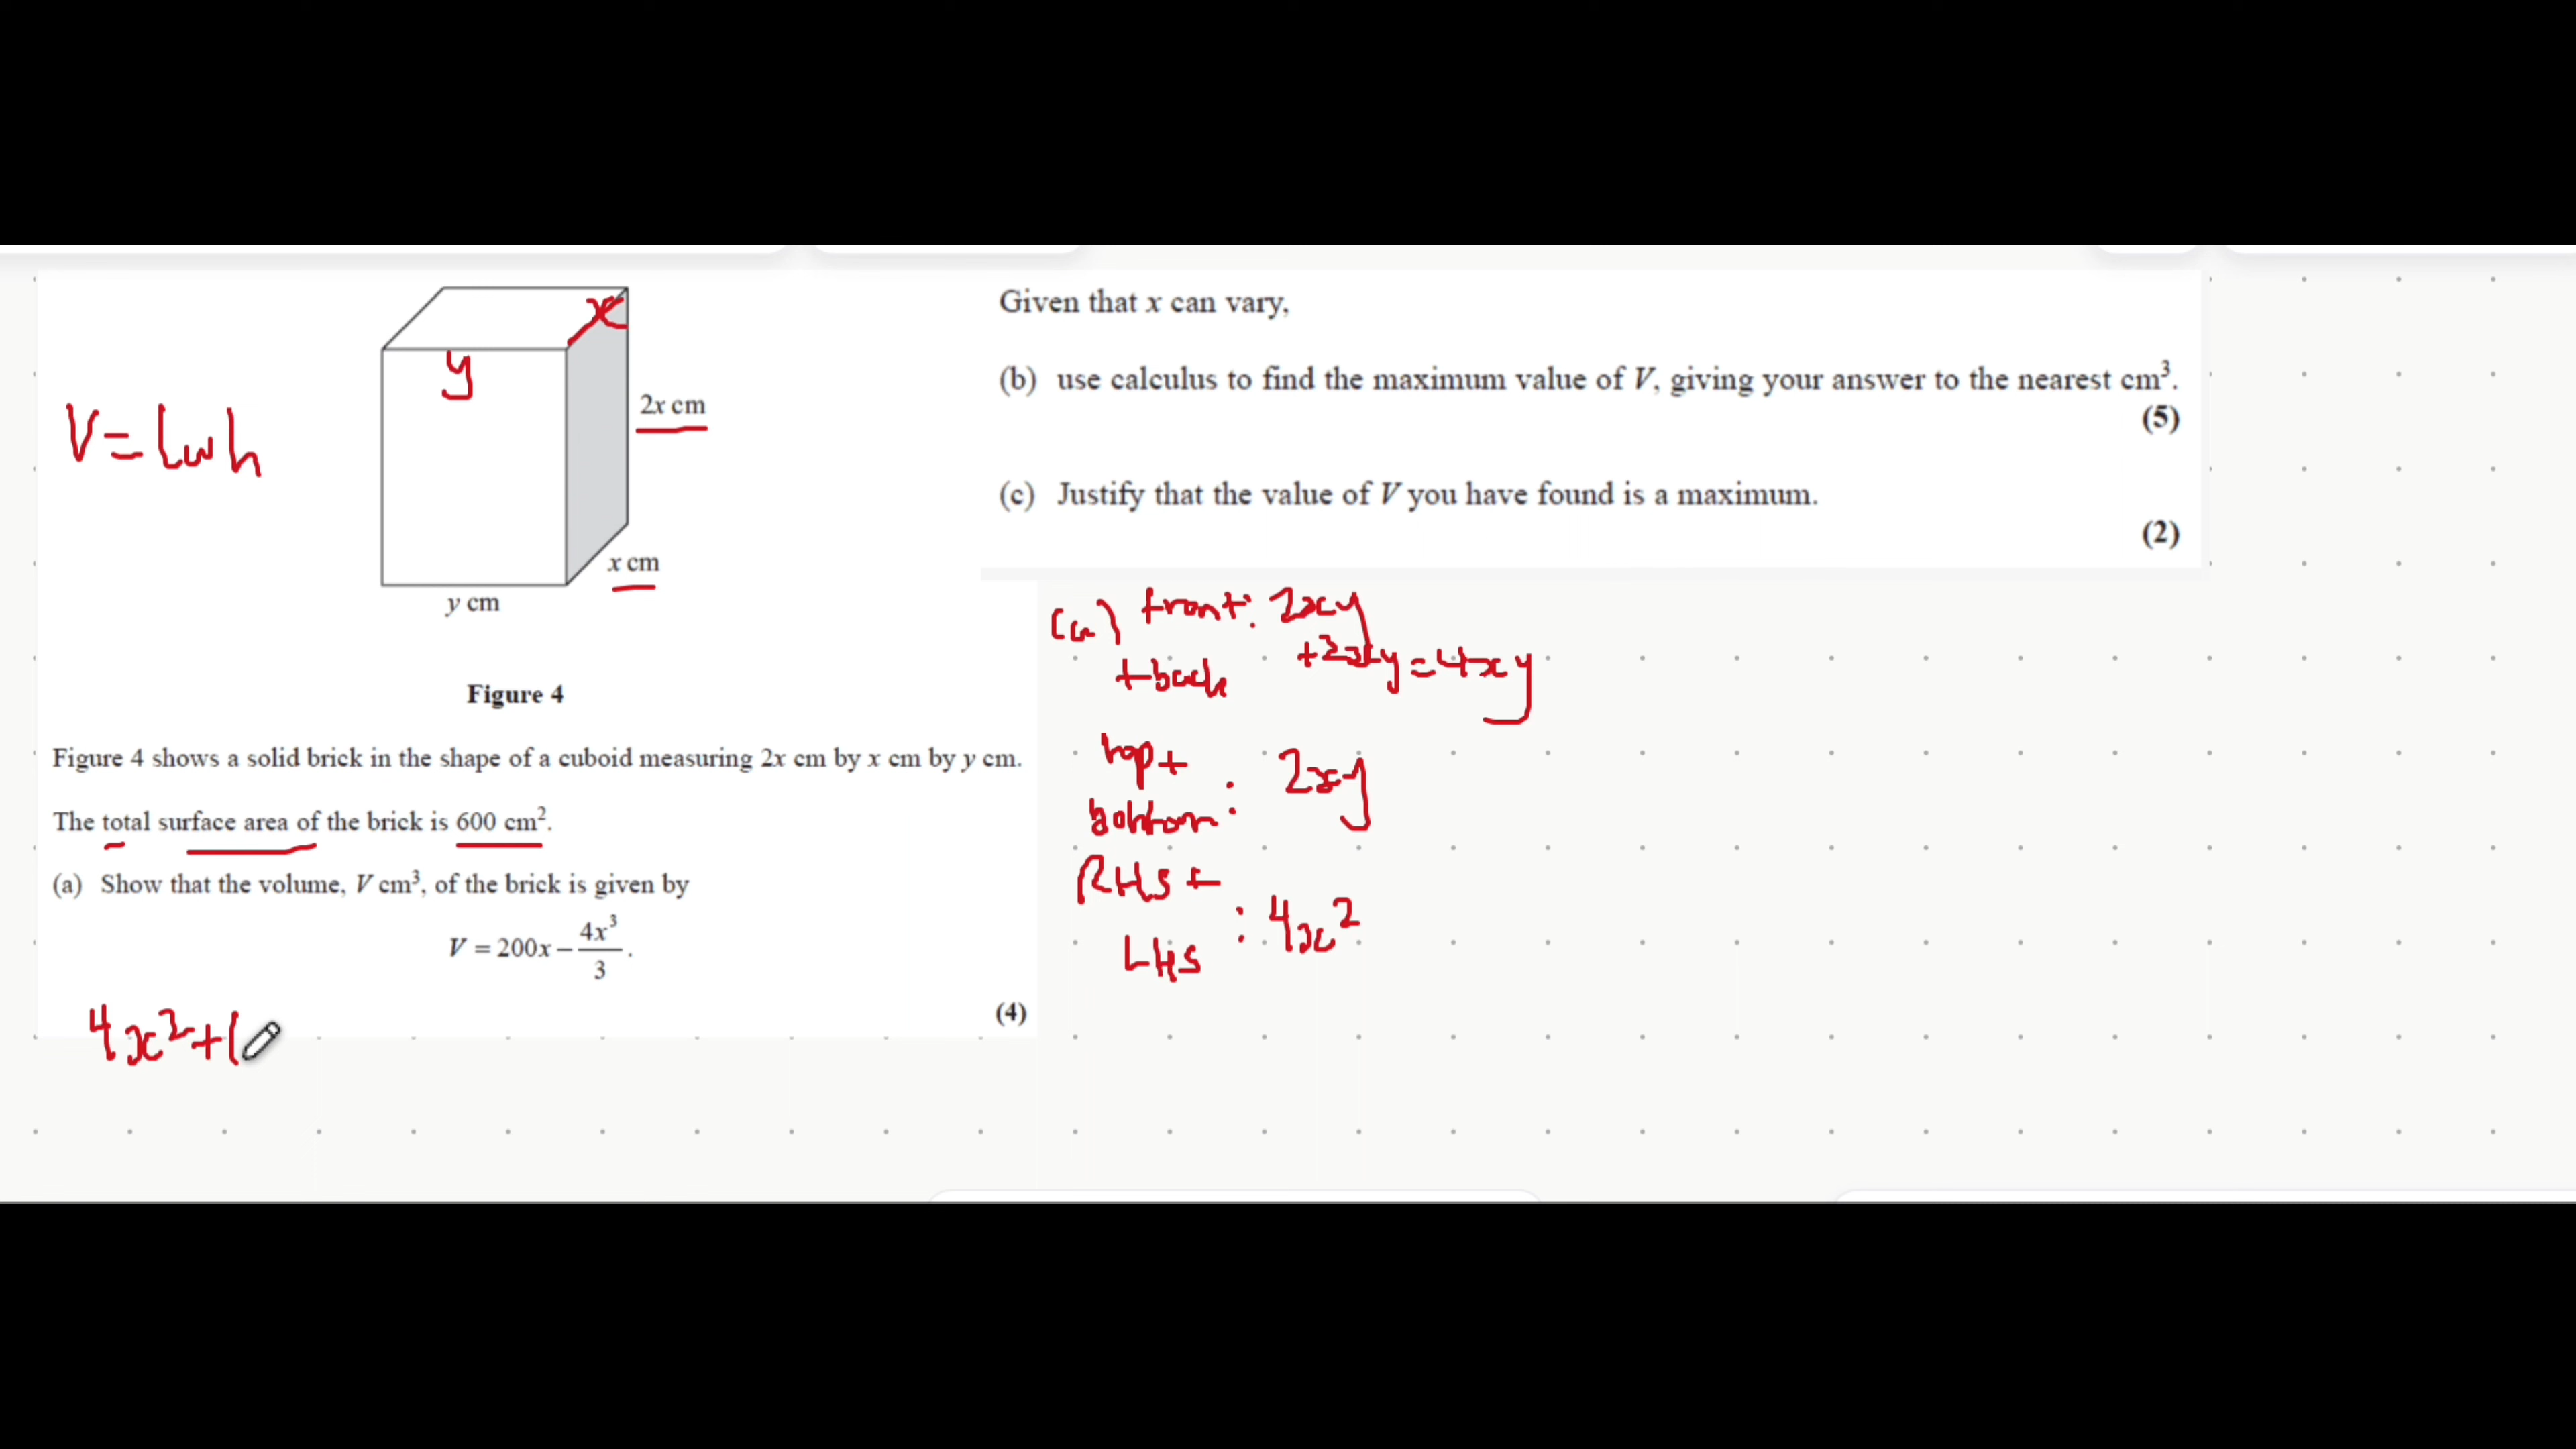 x
y
2x cm
V = lwh
x cm
y cm
Figure 4
Figure 4 shows a solid brick in the shape of a cuboid measuring 2x cm by x cm by y cm.
The total surface area of the brick is 600 cm².
(a) Show that the volume, V cm³, of the brick is given by
V = 200x − 4x³/3 .
(4)
4x² + (
Given that x can vary,
(b) use calculus to find the maximum value of V, giving your answer to the nearest cm³.
(5)
(c) Justify that the value of V you have found is a maximum.
(2)
(a) front: 2xy
+back +2xy = 4xy
top +
bottom : 2xy
RHS +
LHS : 4x²